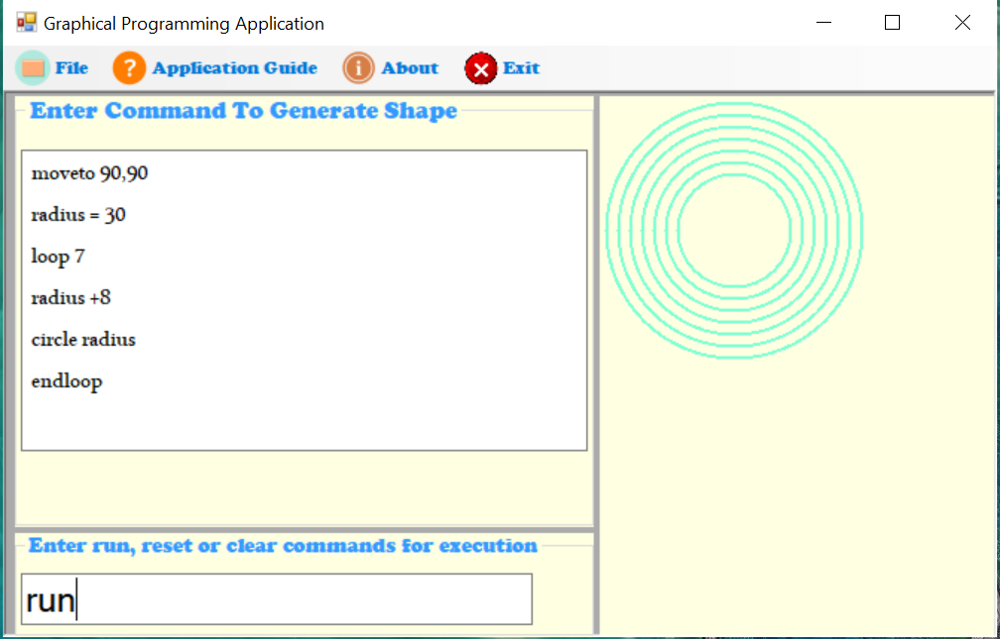 Graphical Programming Application
File Application Guide About Exit
Enter Command To Generate Shape
moveto 90,90
radius = 30
loop 7
radius +8
circle radius
endloop
Enter run, reset or clear commands for execution
run